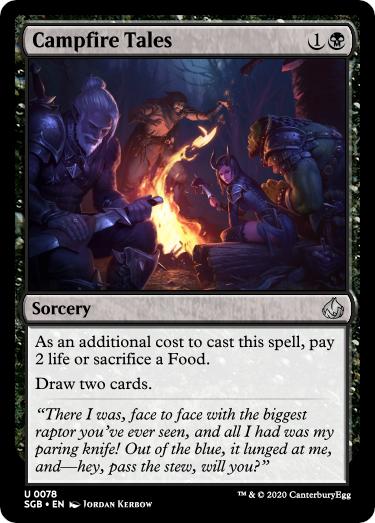 Campfire Tales 1
Sorcery
As an additional cost to cast this spell, pay
2 life or sacrifice a Food.
Draw two cards.
“There I was, face to face with the biggest
raptor you’ve ever seen, and all I had was my
paring knife! Out of the blue, it lunged at me,
and—hey, pass the stew, will you?”
U 0078
SGB • EN Jordan Kerbow
™ & © 2020 CanterburyEgg